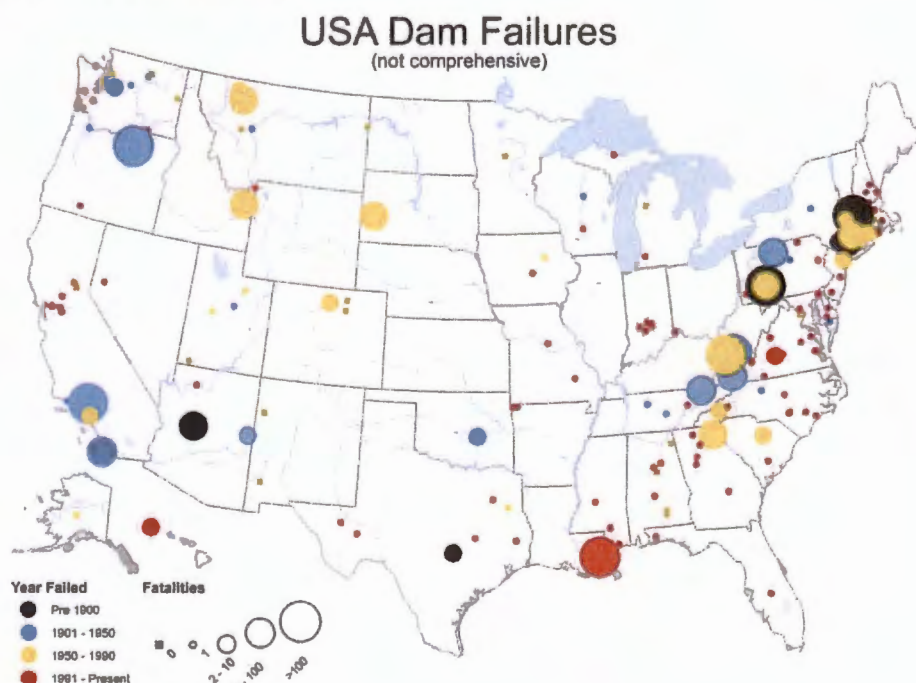 USA Dam Failures
(not comprehensive)
Year Failed
Fatalities
Pre 1900
1901 - 1950
1950 - 1990
1991 - Present
0
1
2 - 10
- 100
>100